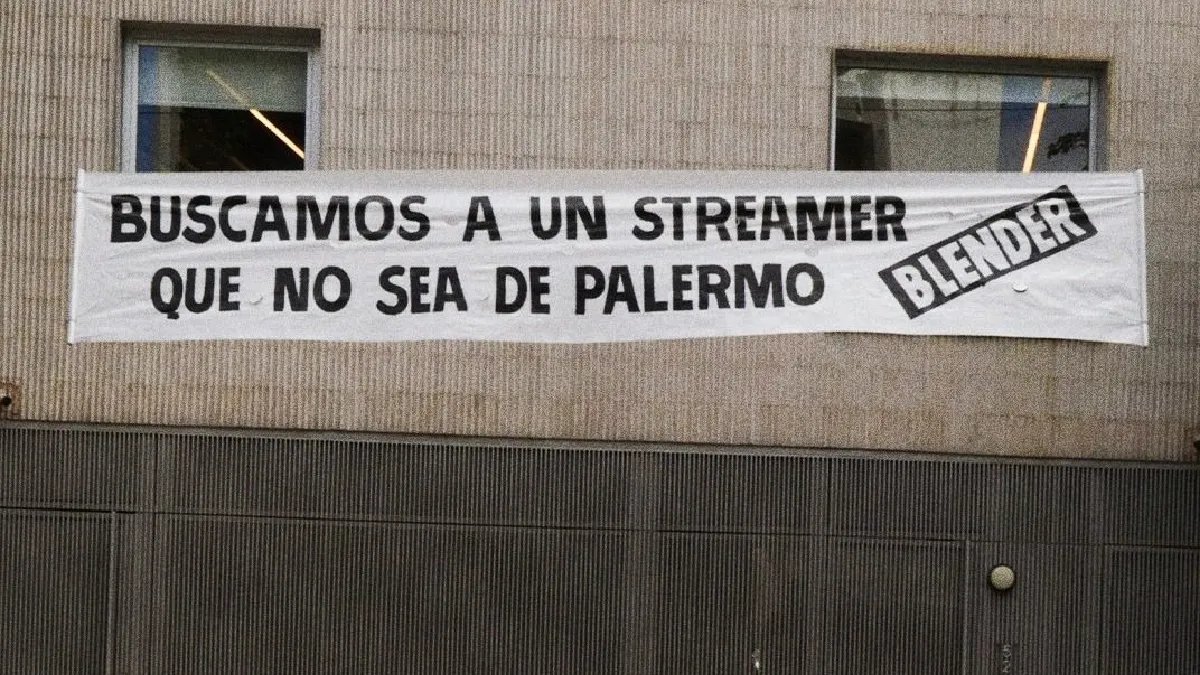 BUSCAMOS A UN STREAMER
QUE NO SEA DE PALERMO
BLENDER